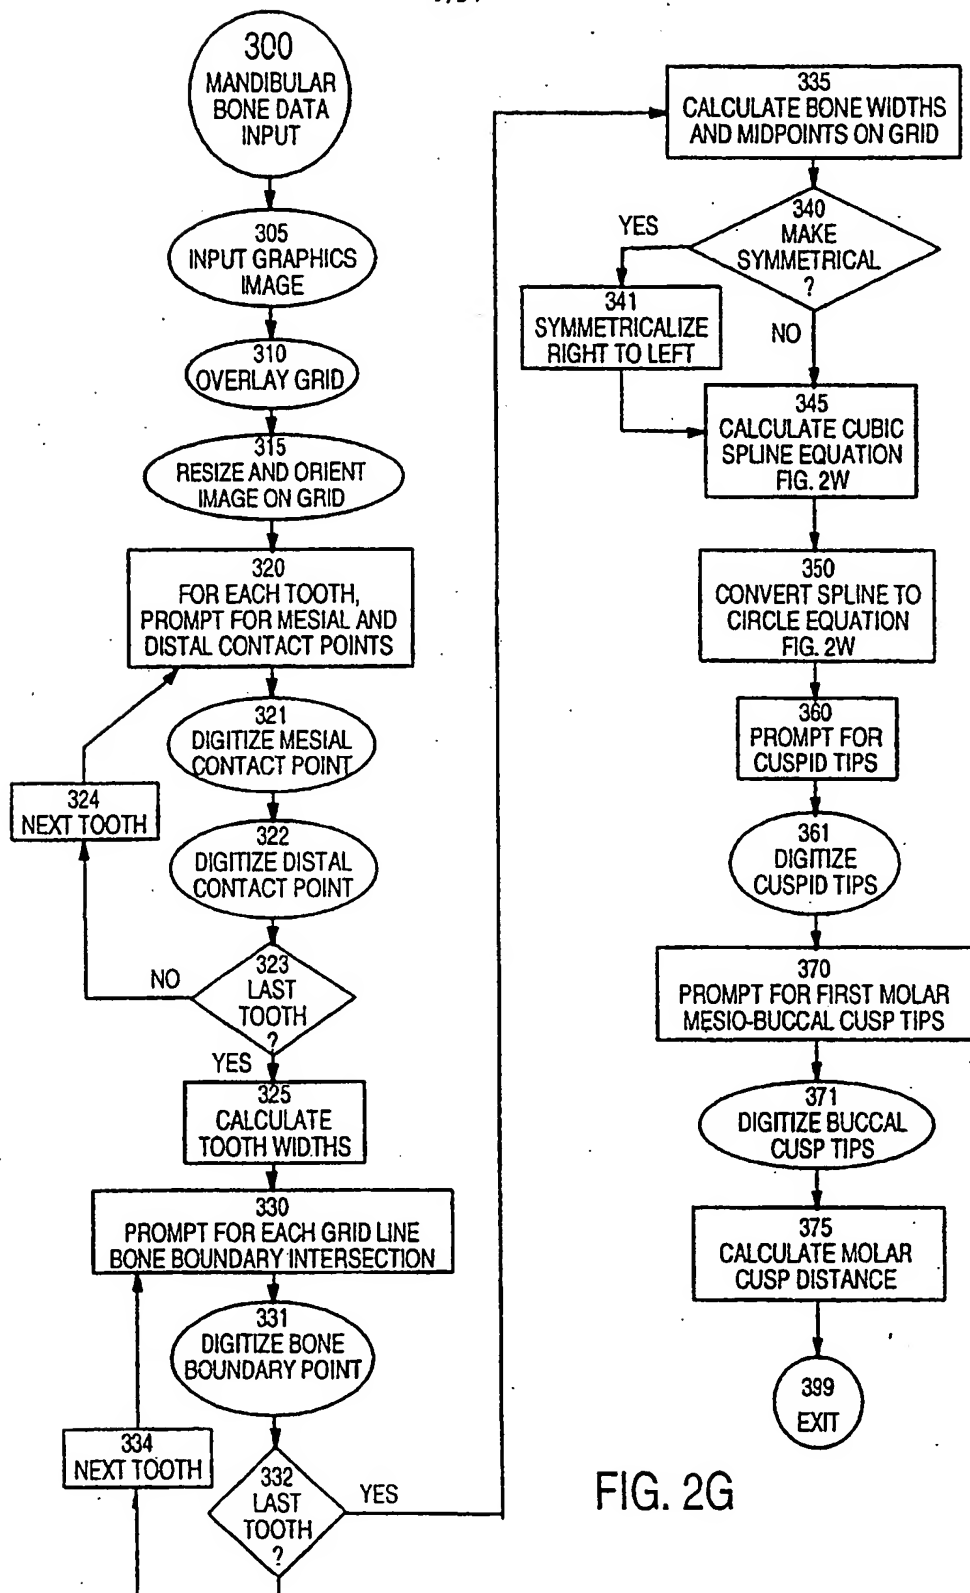 300
MANDIBULAR
BONE DATA
INPUT
305
INPUT GRAPHICS
IMAGE
310
OVERLAY GRID
315
RESIZE AND ORIENT
IMAGE ON GRID
320
FOR EACH TOOTH,
PROMPT FOR MESIAL AND
DISTAL CONTACT POINTS
321
DIGITIZE MESIAL
CONTACT POINT
324
NEXT TOOTH
322
DIGITIZE DISTAL
CONTACT POINT
323
LAST
TOOTH
?
NO
YES
325
CALCULATE
TOOTH WIDTHS
330
PROMPT FOR EACH GRID LINE
BONE BOUNDARY INTERSECTION
331
DIGITIZE BONE
BOUNDARY POINT
334
NEXT TOOTH
332
LAST
TOOTH
?
YES
335
CALCULATE BONE WIDTHS
AND MIDPOINTS ON GRID
340
MAKE
SYMMETRICAL
?
YES
341
SYMMETRICALIZE
RIGHT TO LEFT
NO
345
CALCULATE CUBIC
SPLINE EQUATION
FIG. 2W
350
CONVERT SPLINE TO
CIRCLE EQUATION
FIG. 2W
360
PROMPT FOR
CUSPID TIPS
361
DIGITIZE
CUSPID TIPS
370
PROMPT FOR FIRST MOLAR
MESIO-BUCCAL CUSP TIPS
371
DIGITIZE BUCCAL
CUSP TIPS
375
CALCULATE MOLAR
CUSP DISTANCE
399
EXIT
FIG. 2G